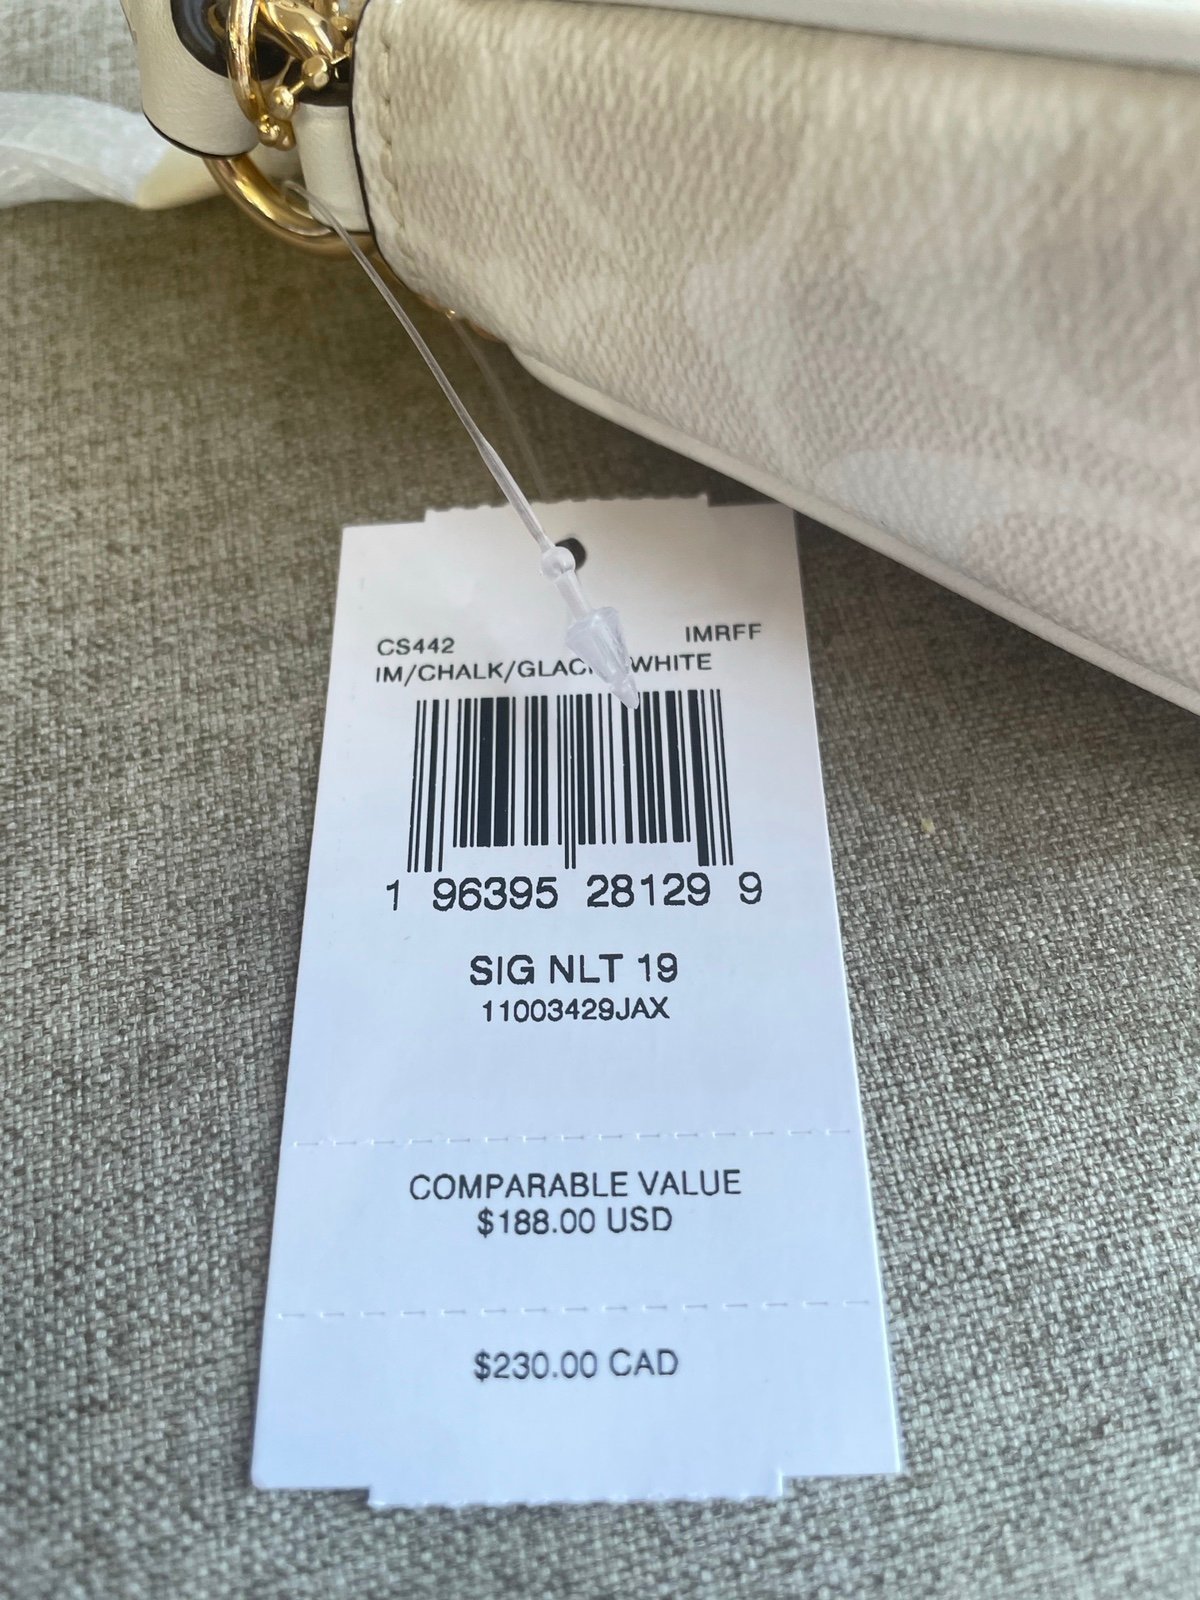 CS442 IMRFF
IM/CHALK/GLAC WHITE
1 96395 28129 9
SIG NLT 19
11003429JAX
COMPARABLE VALUE
$188.00 USD
$230.00 CAD